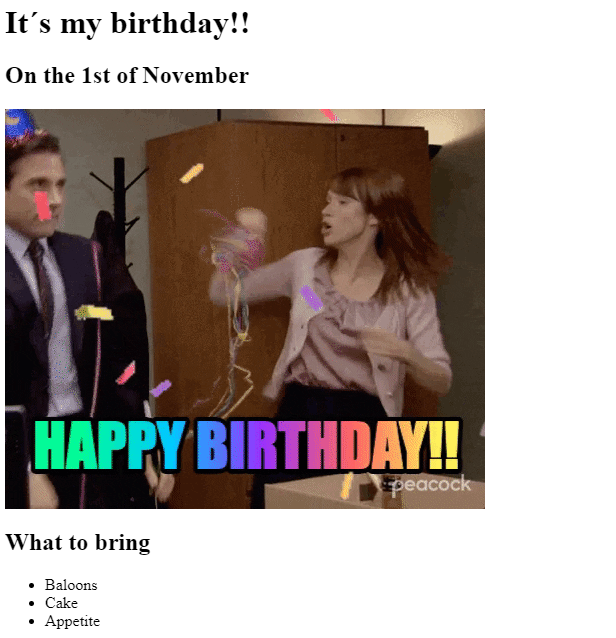 It´s my birthday!!
On the 1st of November
HAPPY BIRTHDAY!!
peacock
What to bring
Baloons
Cake
Appetite